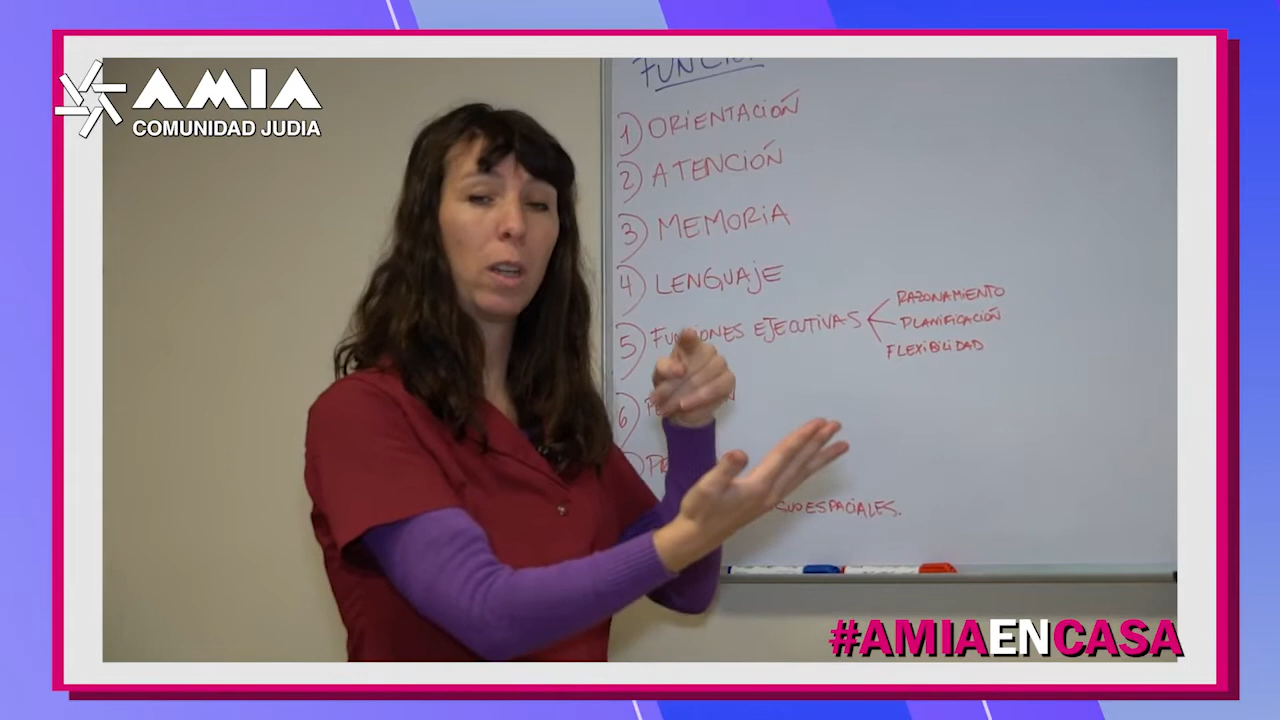 AMIA
COMUNIDAD JUDIA
1) ORIENTACIÓN
2) ATENCIÓN
3) MEMORIA
4) LENGUAJE
5) FUNCIONES EJECUTIVAS
RAZONAMIENTO
PLANIFICACIÓN
FLEXIBILIDAD
6)
#AMIAENCASA